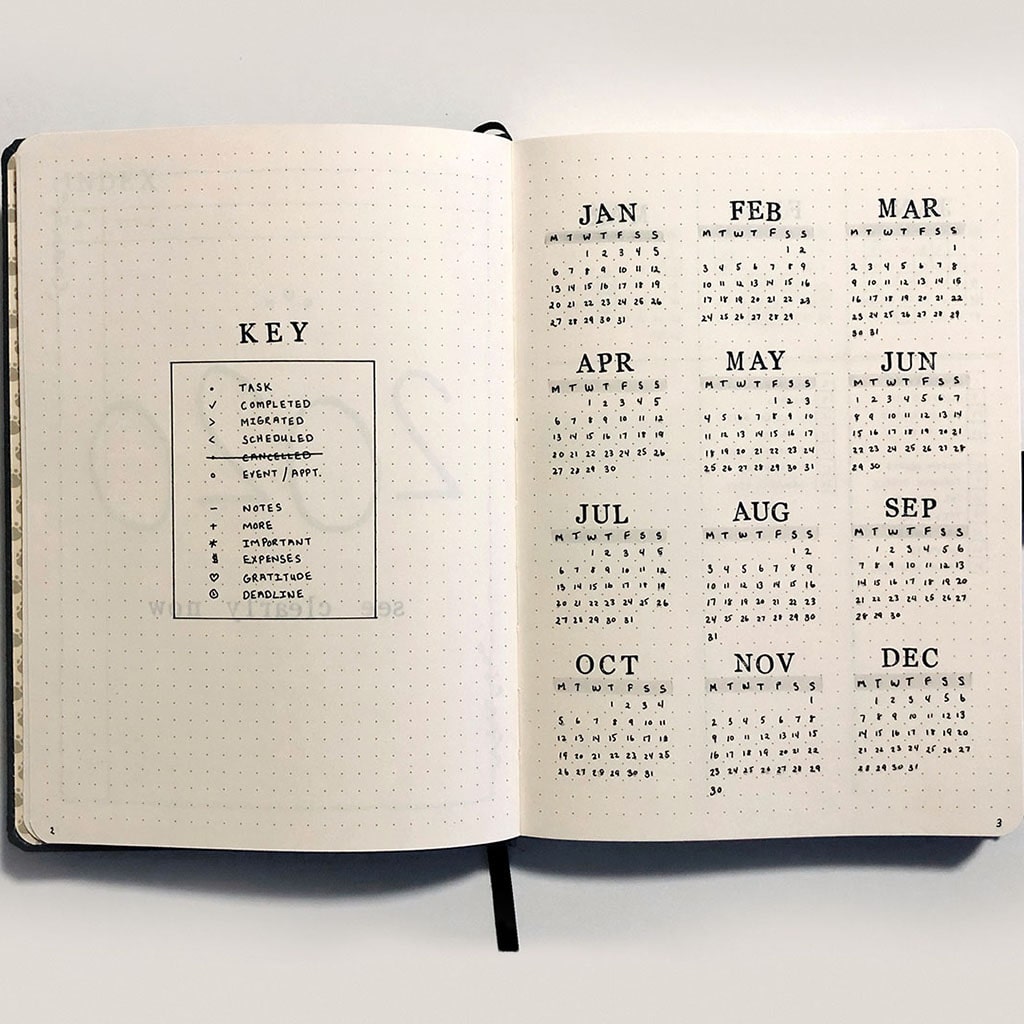 INDEX
KEY
• TASK
✓ COMPLETED
> MIGRATED
< SCHEDULED
• CANCELLED
○ EVENT / APPT.
– NOTES
+ MORE
* IMPORTANT
$ EXPENSES
♡ GRATITUDE
DEADLINE
see clearly now
2
JAN
M T W T F S S
1 2 3 4 5
6 7 8 9 10 11 12
13 14 15 16 17 18 19
20 21 22 23 24 25 26
27 28 29 30 31
FEB
M T W T F S S
1 2
3 4 5 6 7 8 9
10 11 12 13 14 15 16
17 18 19 20 21 22 23
24 25 26 27 28 29
MAR
M T W T F S S
1
2 3 4 5 6 7 8
9 10 11 12 13 14 15
16 17 18 19 20 21 22
23 24 25 26 27 28 29
30 31
APR
M T W T F S S
1 2 3 4 5
6 7 8 9 10 11 12
13 14 15 16 17 18 19
20 21 22 23 24 25 26
27 28 29 30
MAY
M T W T F S S
1 2 3
4 5 6 7 8 9 10
11 12 13 14 15 16 17
18 19 20 21 22 23 24
25 26 27 28 29 30 31
JUN
M T W T F S S
1 2 3 4 5 6 7
8 9 10 11 12 13 14
15 16 17 18 19 20 21
22 23 24 25 26 27 28
29 30
JUL
M T W T F S S
1 2 3 4 5
6 7 8 9 10 11 12
13 14 15 16 17 18 19
20 21 22 23 24 25 26
27 28 29 30 31
AUG
M T W T F S S
1 2
3 4 5 6 7 8 9
10 11 12 13 14 15 16
17 18 19 20 21 22 23
24 25 26 27 28 29 30
31
SEP
M T W T F S S
1 2 3 4 5 6
7 8 9 10 11 12 13
14 15 16 17 18 19 20
21 22 23 24 25 26 27
28 29 30
OCT
M T W T F S S
1 2 3 4
5 6 7 8 9 10 11
12 13 14 15 16 17 18
19 20 21 22 23 24 25
26 27 28 29 30 31
NOV
M T W T F S S
1
2 3 4 5 6 7 8
9 10 11 12 13 14 15
16 17 18 19 20 21 22
23 24 25 26 27 28 29
30
DEC
M T W T F S S
1 2 3 4 5 6
7 8 9 10 11 12 13
14 15 16 17 18 19 20
21 22 23 24 25 26 27
28 29 30 31
3